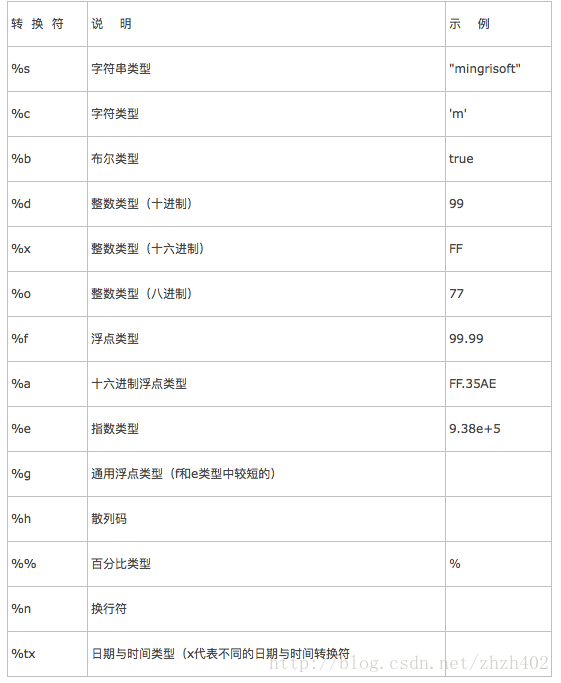 转 换 符 说 明 示 例
%s 字符串类型 "mingrisoft"
%c 字符类型 'm'
%b 布尔类型 true
%d 整数类型（十进制） 99
%x 整数类型（十六进制） FF
%o 整数类型（八进制） 77
%f 浮点类型 99.99
%a 十六进制浮点类型 FF.35AE
%e 指数类型 9.38e+5
%g 通用浮点类型（f和e类型中较短的）
%h 散列码
%% 百分比类型 %
%n 换行符
%tx 日期与时间类型（x代表不同的日期与时间转换符
http://blog.csdn.net/zhzh402